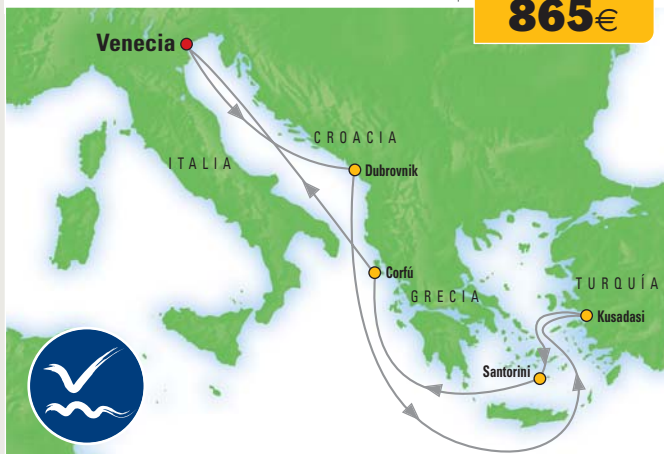 865€
Venecia
CROACIA
ITALIA
Dubrovnik
Corfú
TURQUÍA
GRECIA
Kusadasi
Santorini